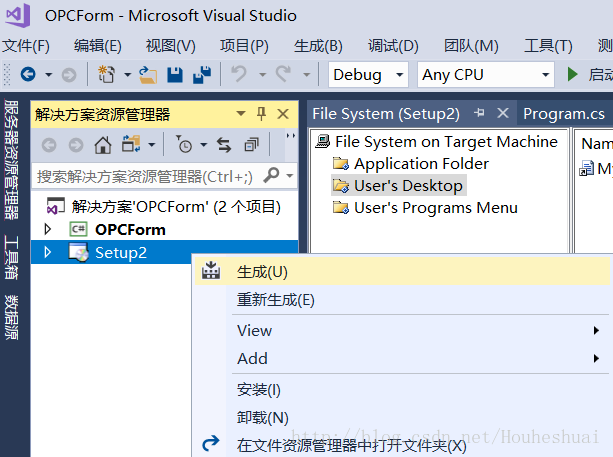 OPCForm - Microsoft Visual Studio
文件(F) 编辑(E) 视图(V) 项目(P) 生成(B) 调试(D) 团队(M) 工具(T) 测
Debug Any CPU 启动
服务器资源管理器
工具箱
数据源
解决方案资源管理器
搜索解决方案资源管理器(Ctrl+;)
解决方案'OPCForm' (2 个项目)
C# OPCForm
Setup2
File System (Setup2) Program.cs
File System on Target Machine
Application Folder
User's Desktop
User's Programs Menu
Nam
My
生成(U)
重新生成(E)
View
Add
安装(I)
卸载(N)
在文件资源管理器中打开文件夹(X)
http://blog.csdn.net/Houheshuai